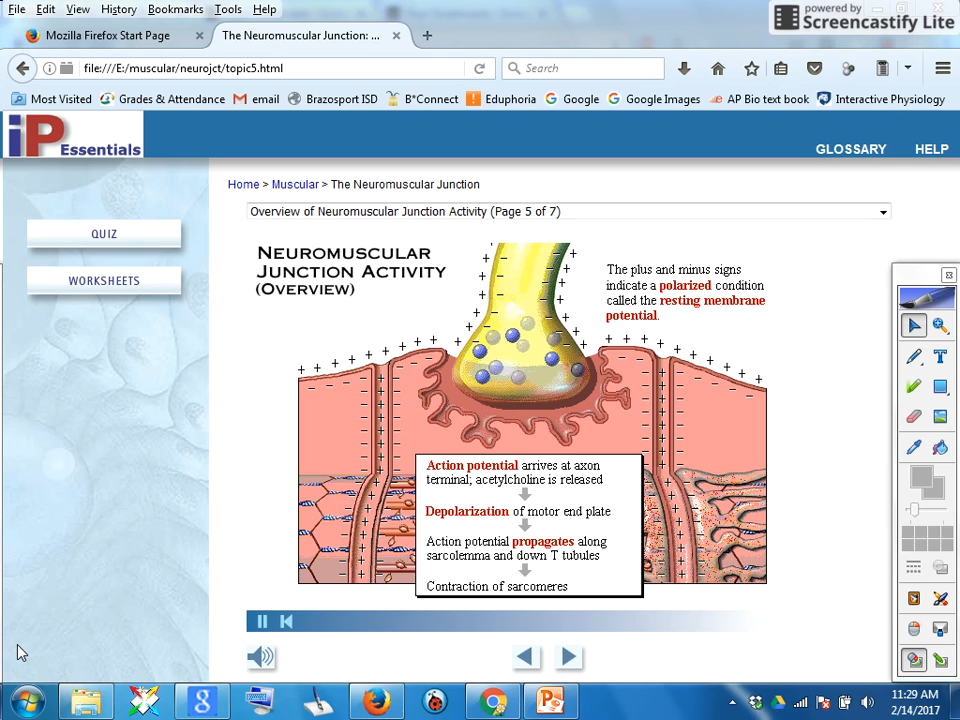 File Edit View History Bookmarks Tools Help
powered by
Screencastify Lite
Mozilla Firefox Start Page
The Neuromuscular Junction: ...
file:///E:/muscular/neurojct/topic5.html
Search
Most Visited Grades & Attendance email Brazosport ISD B*Connect Eduphoria Google Google Images AP Bio text book Interactive Physiology
iP Essentials
GLOSSARY HELP
Home > Muscular > The Neuromuscular Junction
Overview of Neuromuscular Junction Activity (Page 5 of 7)
QUIZ
WORKSHEETS
NEUROMUSCULAR
JUNCTION ACTIVITY
(OVERVIEW)
The plus and minus signs
indicate a polarized condition
called the resting membrane
potential.
Action potential arrives at axon
terminal; acetylcholine is released
Depolarization of motor end plate
Action potential propagates along
sarcolemma and down T tubules
Contraction of sarcomeres
11:29 AM
2/14/2017